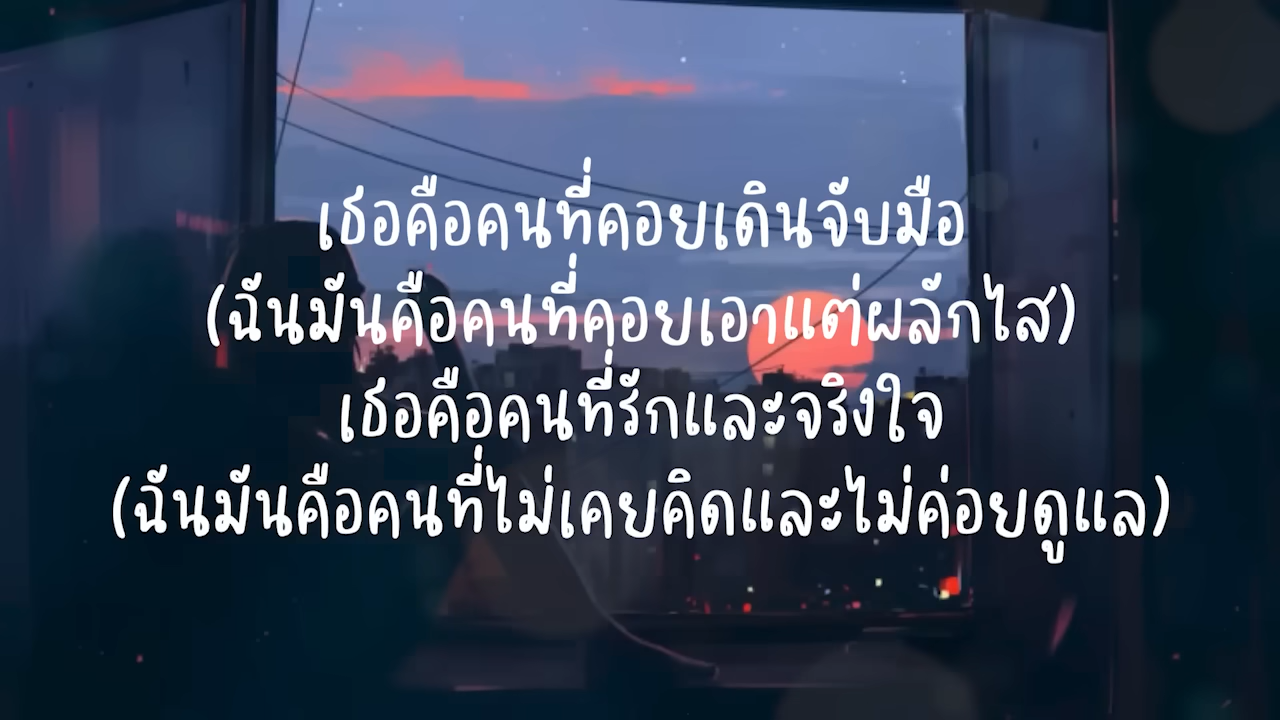 เธอคือคนที่คอยเดินจับมือ
(ฉันมันคือคนที่คอยเอาแต่ผลักไส)
เธอคือคนที่รักและจริงใจ
(ฉันมันคือคนที่ไม่เคยคิดและไม่ค่อยดูแล)